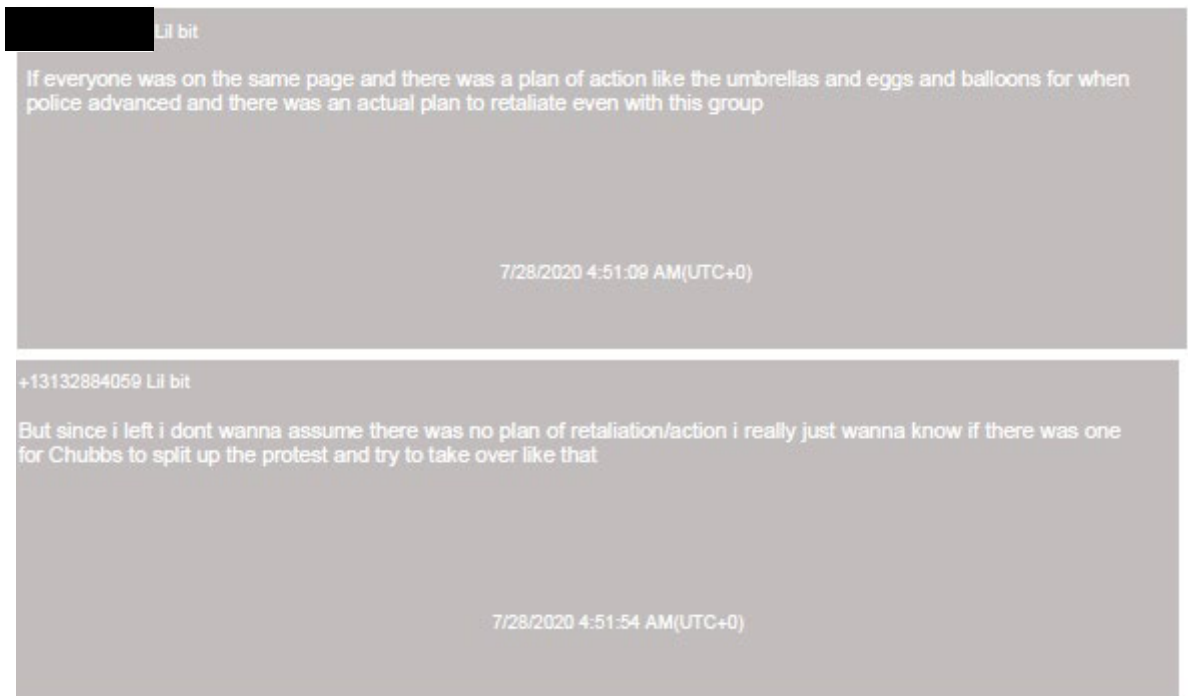 Lil bit
If everyone was on the same page and there was a plan of action like the umbrellas and eggs and balloons for when
police advanced and there was an actual plan to retaliate even with this group
7/28/2020 4:51:09 AM(UTC+0)
+13132884059 Lil bit
But since i left i dont wanna assume there was no plan of retaliation/action i really just wanna know if there was one
for Chubbs to split up the protest and try to take over like that
7/28/2020 4:51:54 AM(UTC+0)